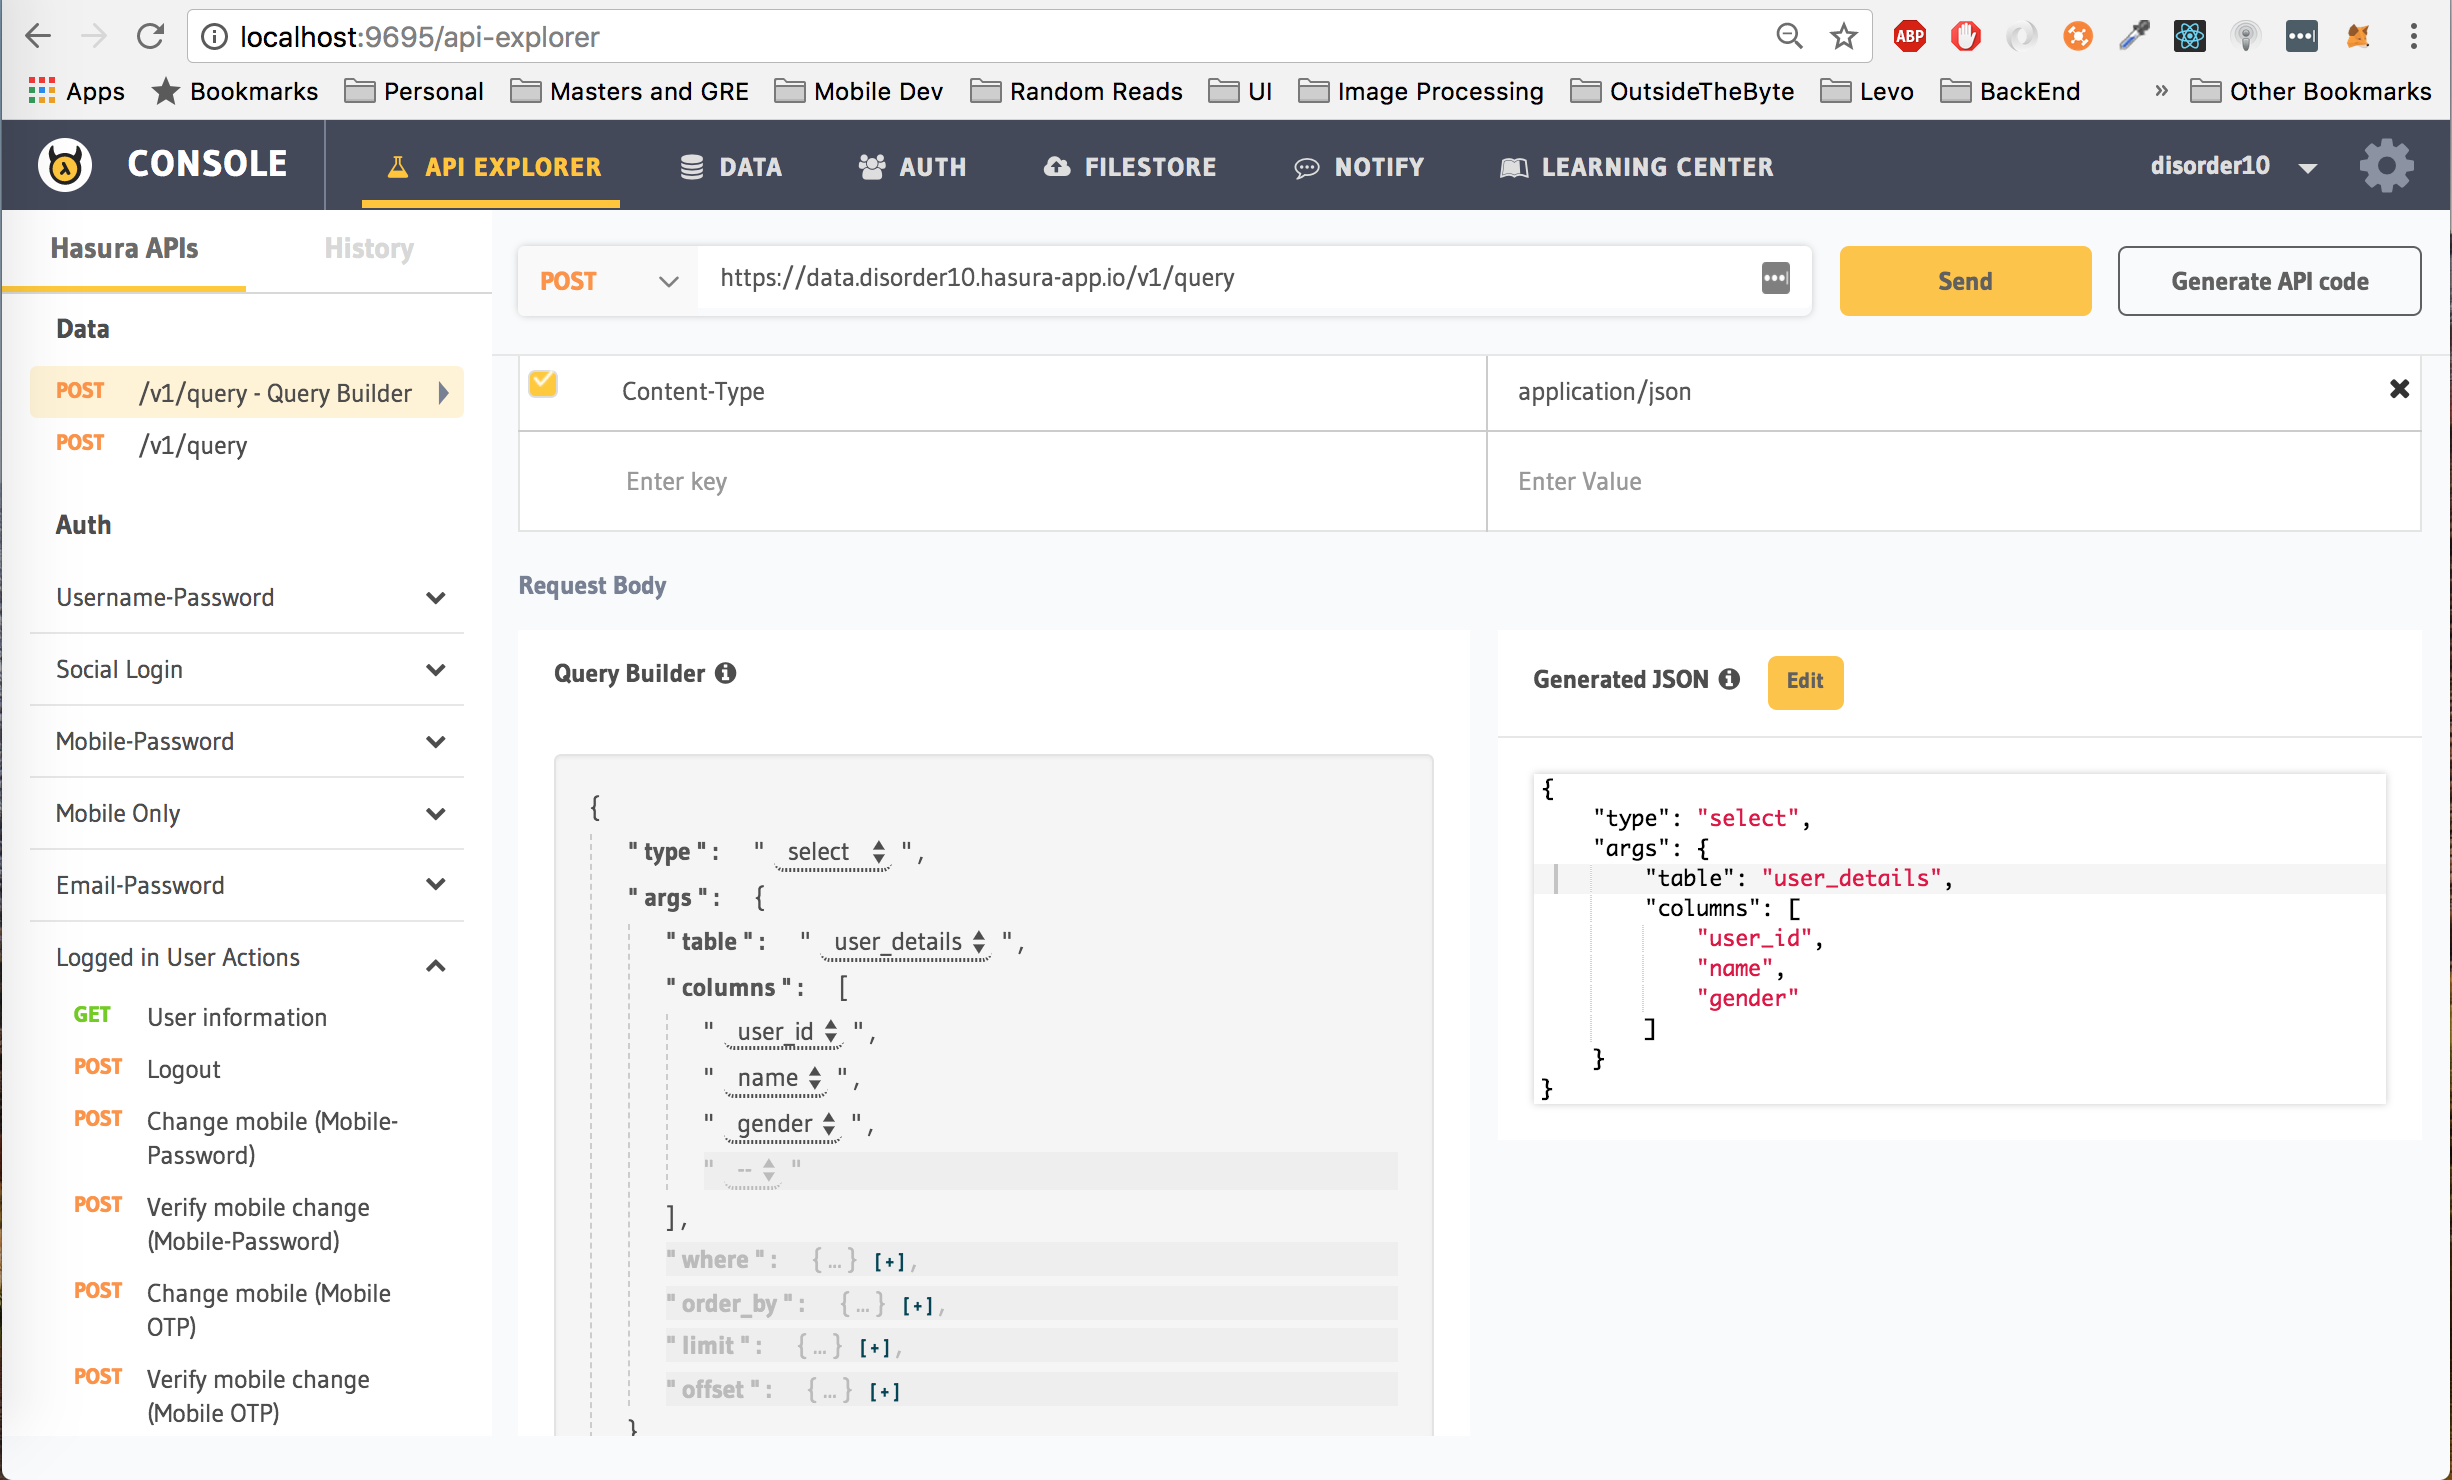 localhost:9695/api-explorer
ABP
Apps Bookmarks Personal Masters and GRE Mobile Dev Random Reads UI Image Processing OutsideTheByte Levo BackEnd » Other Bookmarks
CONSOLE API EXPLORER DATA AUTH FILESTORE NOTIFY LEARNING CENTER disorder10
Hasura APIs History
POST https://data.disorder10.hasura-app.io/v1/query Send Generate API code
Data
POST /v1/query - Query Builder
POST /v1/query
Auth
Username-Password
Social Login
Mobile-Password
Mobile Only
Email-Password
Logged in User Actions
GET User information
POST Logout
POST Change mobile (Mobile-
Password)
POST Verify mobile change
(Mobile-Password)
POST Change mobile (Mobile
OTP)
POST Verify mobile change
(Mobile OTP)
Content-Type application/json
Enter key Enter Value
Request Body
Query Builder
{
" type " : " select " ,
" args " : {
" table " : " user_details " ,
" columns " : [
" user_id " ,
" name " ,
" gender " ,
" -- "
] ,
" where " : { ... } [+] ,
" order_by " : { ... } [+] ,
" limit " : { ... } [+] ,
" offset " : { ... } [+]
}
Generated JSON Edit
{
"type": "select",
"args": {
"table": "user_details",
"columns": [
"user_id",
"name",
"gender"
]
}
}